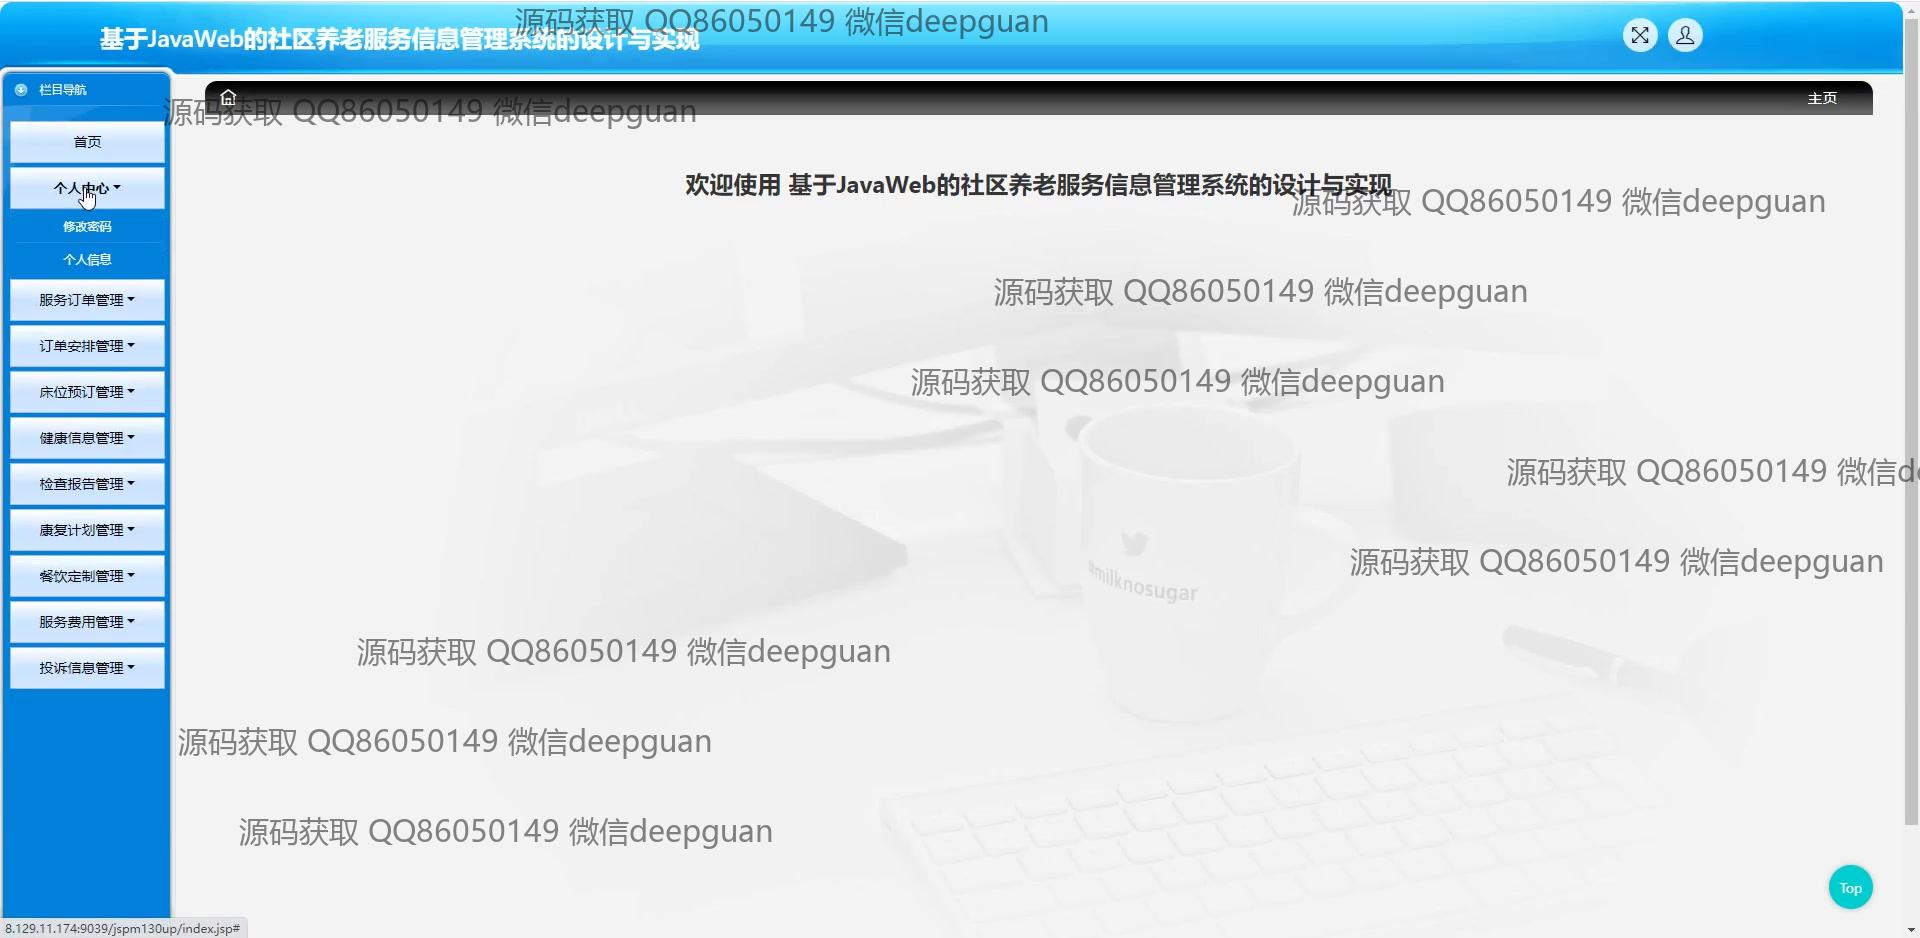 源码获取 QQ86050149 微信deepguan
基于JavaWeb的社区养老服务信息管理系统的设计与实现
栏目导航
主页
源码获取 QQ86050149 微信deepguan
首页
欢迎使用 基于JavaWeb的社区养老服务信息管理系统的设计与实现
个人中心
源码获取 QQ86050149 微信deepguan
修改密码
个人信息
源码获取 QQ86050149 微信deepguan
服务订单管理
订单安排管理
源码获取 QQ86050149 微信deepguan
床位预订管理
健康信息管理
源码获取 QQ86050149 微信de
检查报告管理
康复计划管理
源码获取 QQ86050149 微信deepguan
餐饮定制管理
#milknosugar
服务费用管理
源码获取 QQ86050149 微信deepguan
投诉信息管理
源码获取 QQ86050149 微信deepguan
源码获取 QQ86050149 微信deepguan
Top
8.129.11.174:9039/jspm130up/index.jsp#